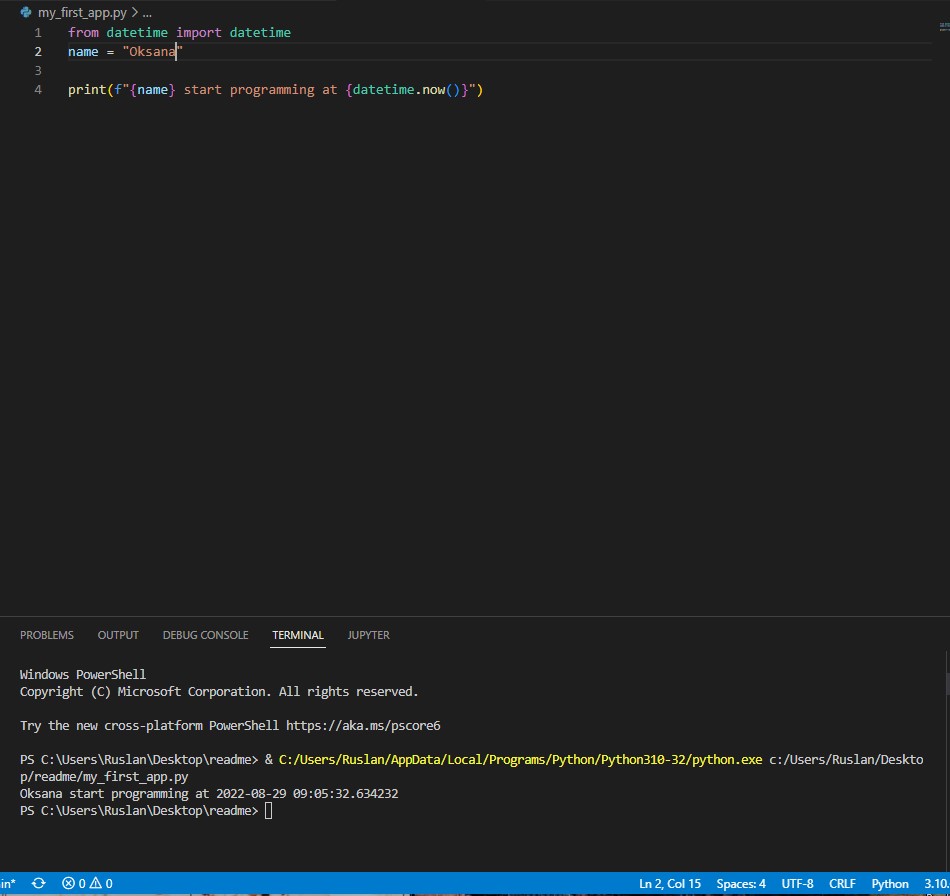 my_first_app.py > ...
1 from datetime import datetime
2 name = "Oksana"
3
4 print(f"{name} start programming at {datetime.now()}")
PROBLEMS OUTPUT DEBUG CONSOLE TERMINAL JUPYTER
Windows PowerShell
Copyright (C) Microsoft Corporation. All rights reserved.
Try the new cross-platform PowerShell https://aka.ms/pscore6
PS C:\Users\Ruslan\Desktop\readme> & C:/Users/Ruslan/AppData/Local/Programs/Python/Python310-32/python.exe c:/Users/Ruslan/Deskto
p/readme/my_first_app.py
Oksana start programming at 2022-08-29 09:05:32.634232
PS C:\Users\Ruslan\Desktop\readme>
in* 0 0 Ln 2, Col 15 Spaces: 4 UTF-8 CRLF Python 3.10.